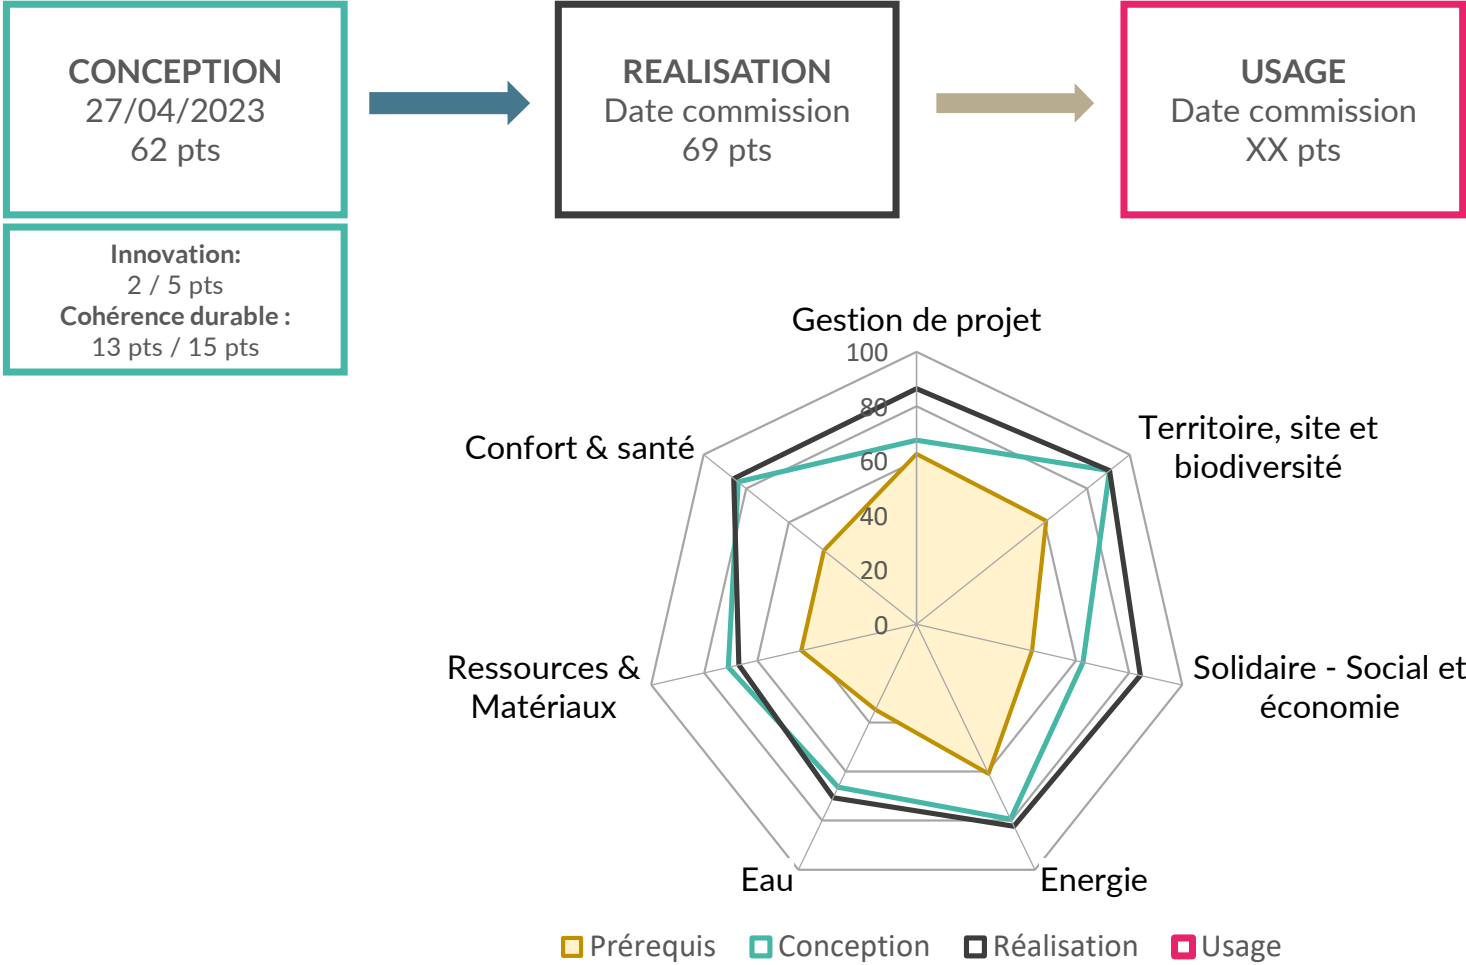 CONCEPTION
27/04/2023
62 pts
REALISATION
Date commission
69 pts
USAGE
Date commission
XX pts
Innovation:
2 / 5 pts
Cohérence durable :
13 pts / 15 pts
Gestion de projet
100
80
60
40
20
0
Territoire, site et
biodiversité
Confort & santé
Solidaire - Social et
économie
Ressources &
Matériaux
Eau
Energie
Prérequis
Conception
Réalisation
Usage